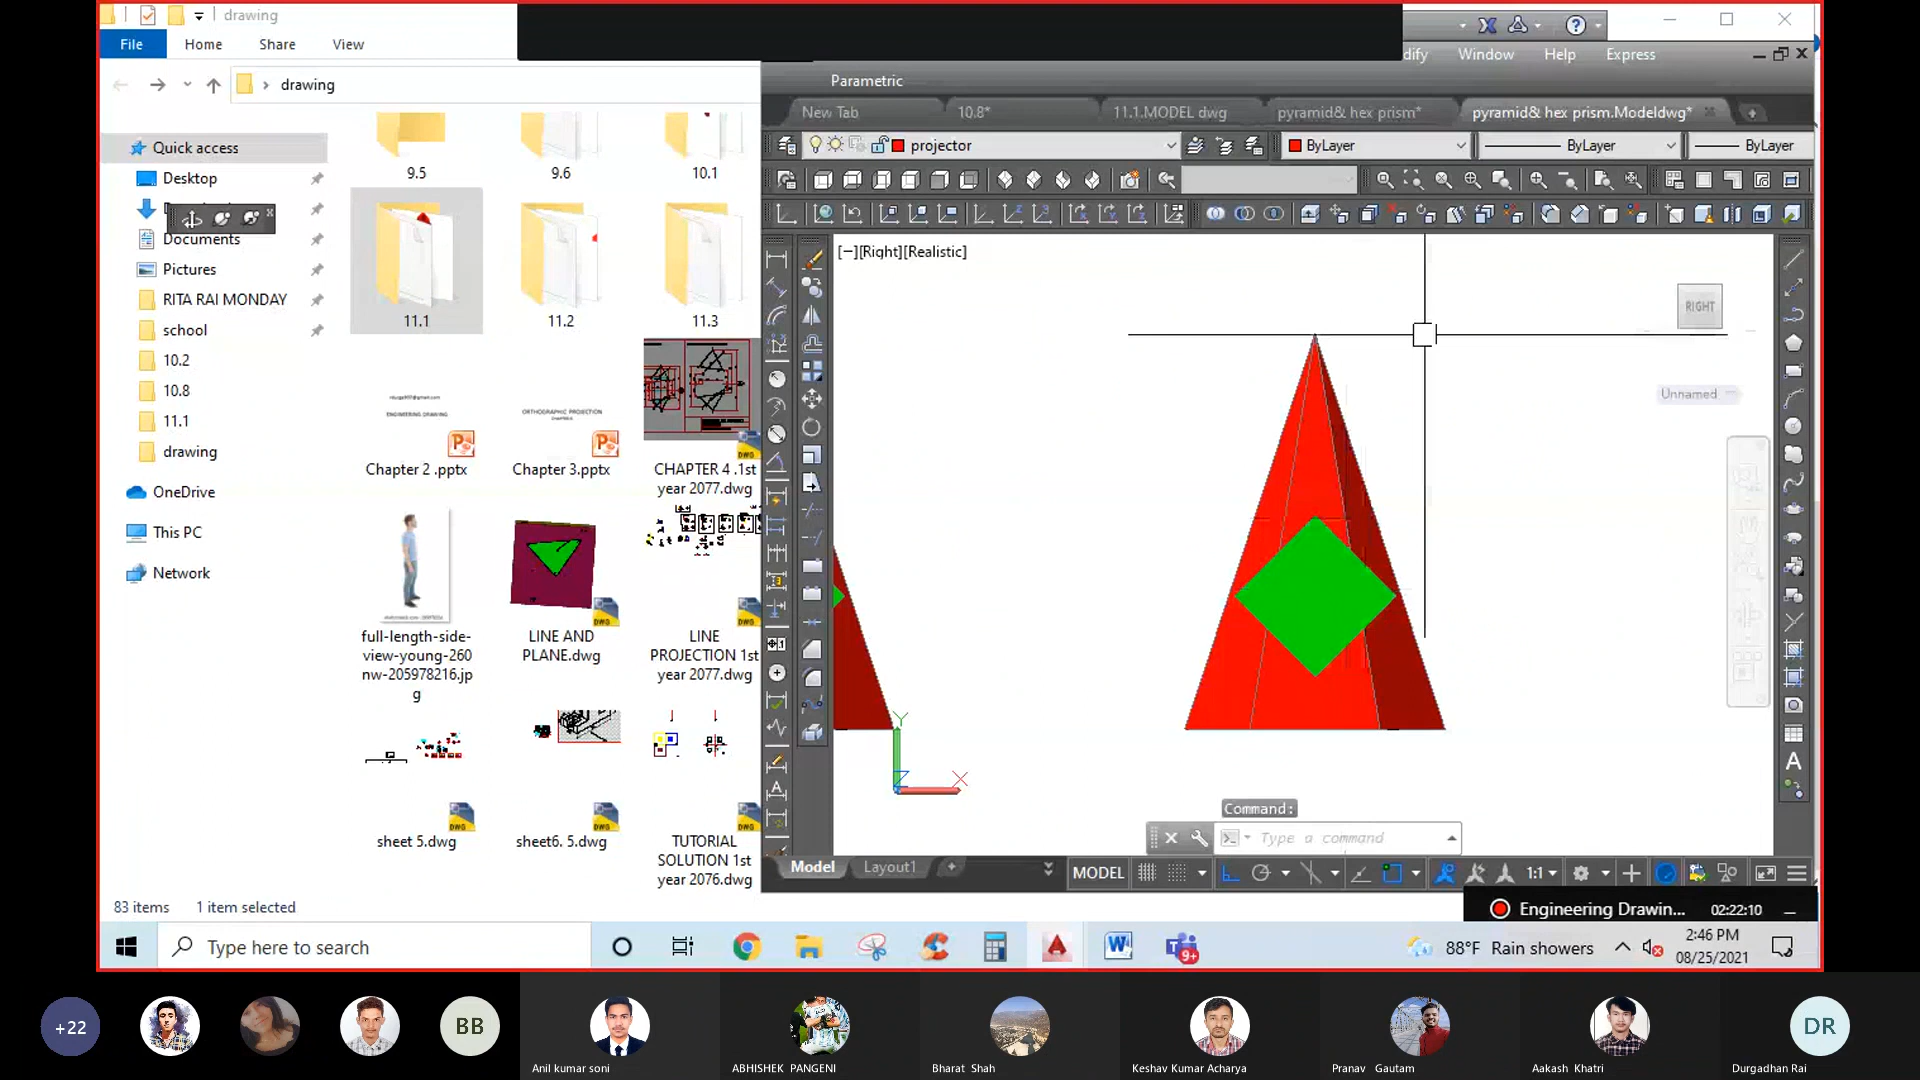 drawing
File
Home
Share
View
drawing
Quick access
Desktop
Documents
Pictures
RITA RAI MONDAY
school
10.2
10.8
11.1
drawing
OneDrive
This PC
Network
9.5
9.6
10.1
11.1
11.2
11.3
ENGINEERING DRAWING
ORTHOGRAPHIC PROJECTION
Chapter 2 .pptx
Chapter 3.pptx
CHAPTER 4 .1st
year 2077.dwg
full-length-side-
view-young-260
nw-205978216.jp
g
LINE AND
PLANE.dwg
LINE
PROJECTION 1st
year 2077.dwg
sheet 5.dwg
sheet6. 5.dwg
TUTORIAL
SOLUTION 1st
year 2076.dwg
83 items
1 item selected
dify
Window
Help
Express
Parametric
New Tab
10.8*
11.1.MODEL dwg
pyramid& hex prism*
pyramid& hex prism.Modeldwg*
projector
ByLayer
ByLayer
ByLayer
[−][Right][Realistic]
RIGHT
Unnamed
Y
Z
X
Command:
Type a command
Model
Layout1
MODEL
1:1
Engineering Drawin...
02:22:10
Type here to search
9+
88°F Rain showers
2:46 PM
08/25/2021
+22
BB
Anil kumar soni
ABHISHEK PANGENI
Bharat Shah
Keshav Kumar Acharya
Pranav Gautam
Aakash Khatri
DR
Durgadhan Rai